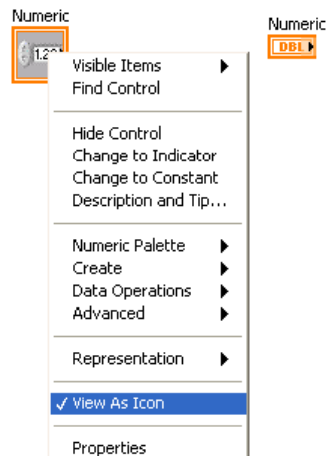 Numeric
Numeric
DBL
Visible Items
Find Control
Hide Control
Change to Indicator
Change to Constant
Description and Tip...
Numeric Palette
Create
Data Operations
Advanced
Representation
✓ View As Icon
Properties